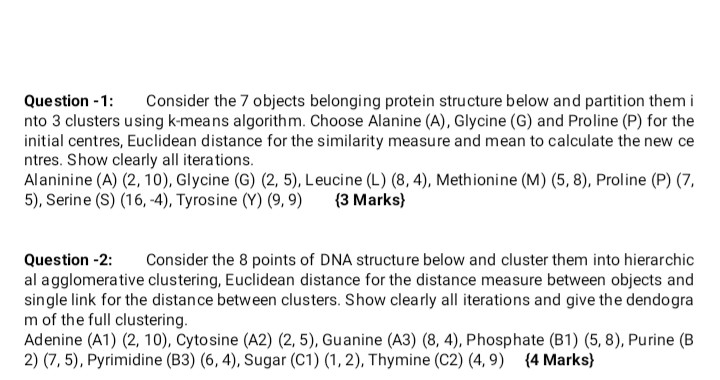 Question -1: Consider the 7 objects belonging protein structure below and partition them i
nto 3 clusters using k-means algorithm. Choose Alanine (A), Glycine (G) and Proline (P) for the
initial centres, Euclidean distance for the similarity measure and mean to calculate the new ce
ntres. Show clearly all iterations.
Alaninine (A) (2, 10), Glycine (G) (2, 5), Leucine (L) (8, 4), Methionine (M) (5, 8), Proline (P) (7,
5), Serine (S) (16, -4), Tyrosine (Y) (9, 9) {3 Marks}
Question -2: Consider the 8 points of DNA structure below and cluster them into hierarchic
al agglomerative clustering, Euclidean distance for the distance measure between objects and
single link for the distance between clusters. Show clearly all iterations and give the dendogra
m of the full clustering.
Adenine (A1) (2, 10), Cytosine (A2) (2, 5), Guanine (A3) (8, 4), Phosphate (B1) (5, 8), Purine (B
2) (7, 5), Pyrimidine (B3) (6, 4), Sugar (C1) (1, 2), Thymine (C2) (4, 9) {4 Marks}